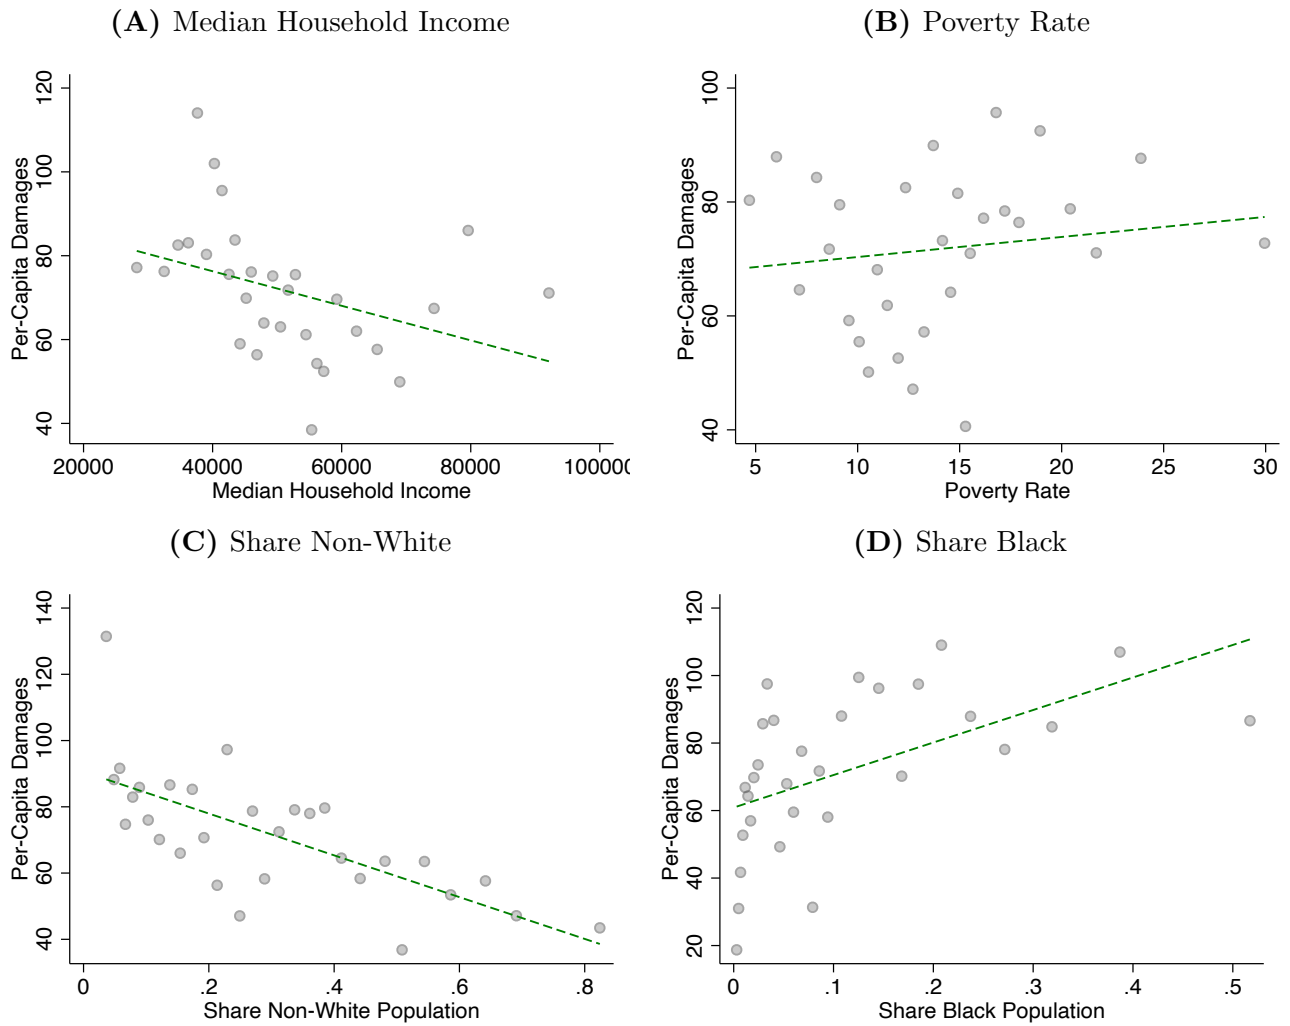 (A) Median Household Income
Per-Capita Damages
120
100
80
60
40
20000 40000 60000 80000 100000
Median Household Income
(B) Poverty Rate
Per-Capita Damages
100
80
60
40
5 10 15 20 25 30
Poverty Rate
(C) Share Non-White
Per-Capita Damages
140
120
100
80
60
40
0 .2 .4 .6 .8
Share Non-White Population
(D) Share Black
Per-Capita Damages
120
100
80
60
40
20
0 .1 .2 .3 .4 .5
Share Black Population